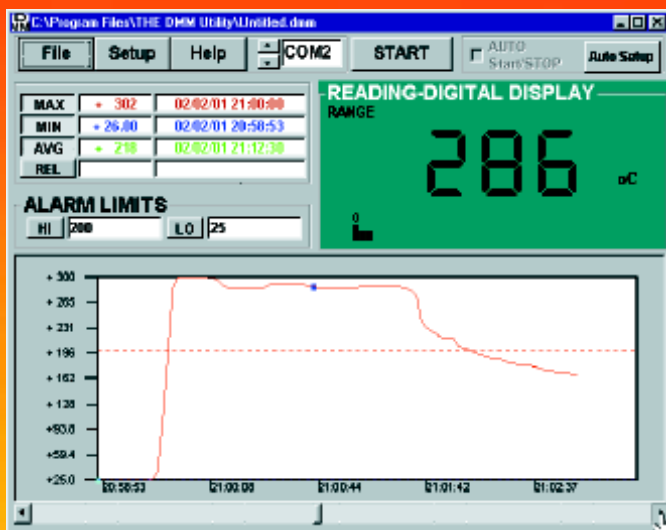 C:\Program Files\THE DMM Utility\Untitled.dmm
File Setup Help COM2 START AUTO Start/STOP Auto Setup
MAX + 302 02/02/01 21:00:00
MIN + 26.00 02/02/01 20:58:53
AVG + 218 02/02/01 21:12:30
REL
ALARM LIMITS
HI 200 LO 25
READING-DIGITAL DISPLAY
RANGE
286 oC
0
+ 300
+ 265
+ 231
+ 196
+ 162
+ 128
+93.8
+59.4
+25.0
20:58:53 21:00:08 21:00:44 21:01:42 21:02:37